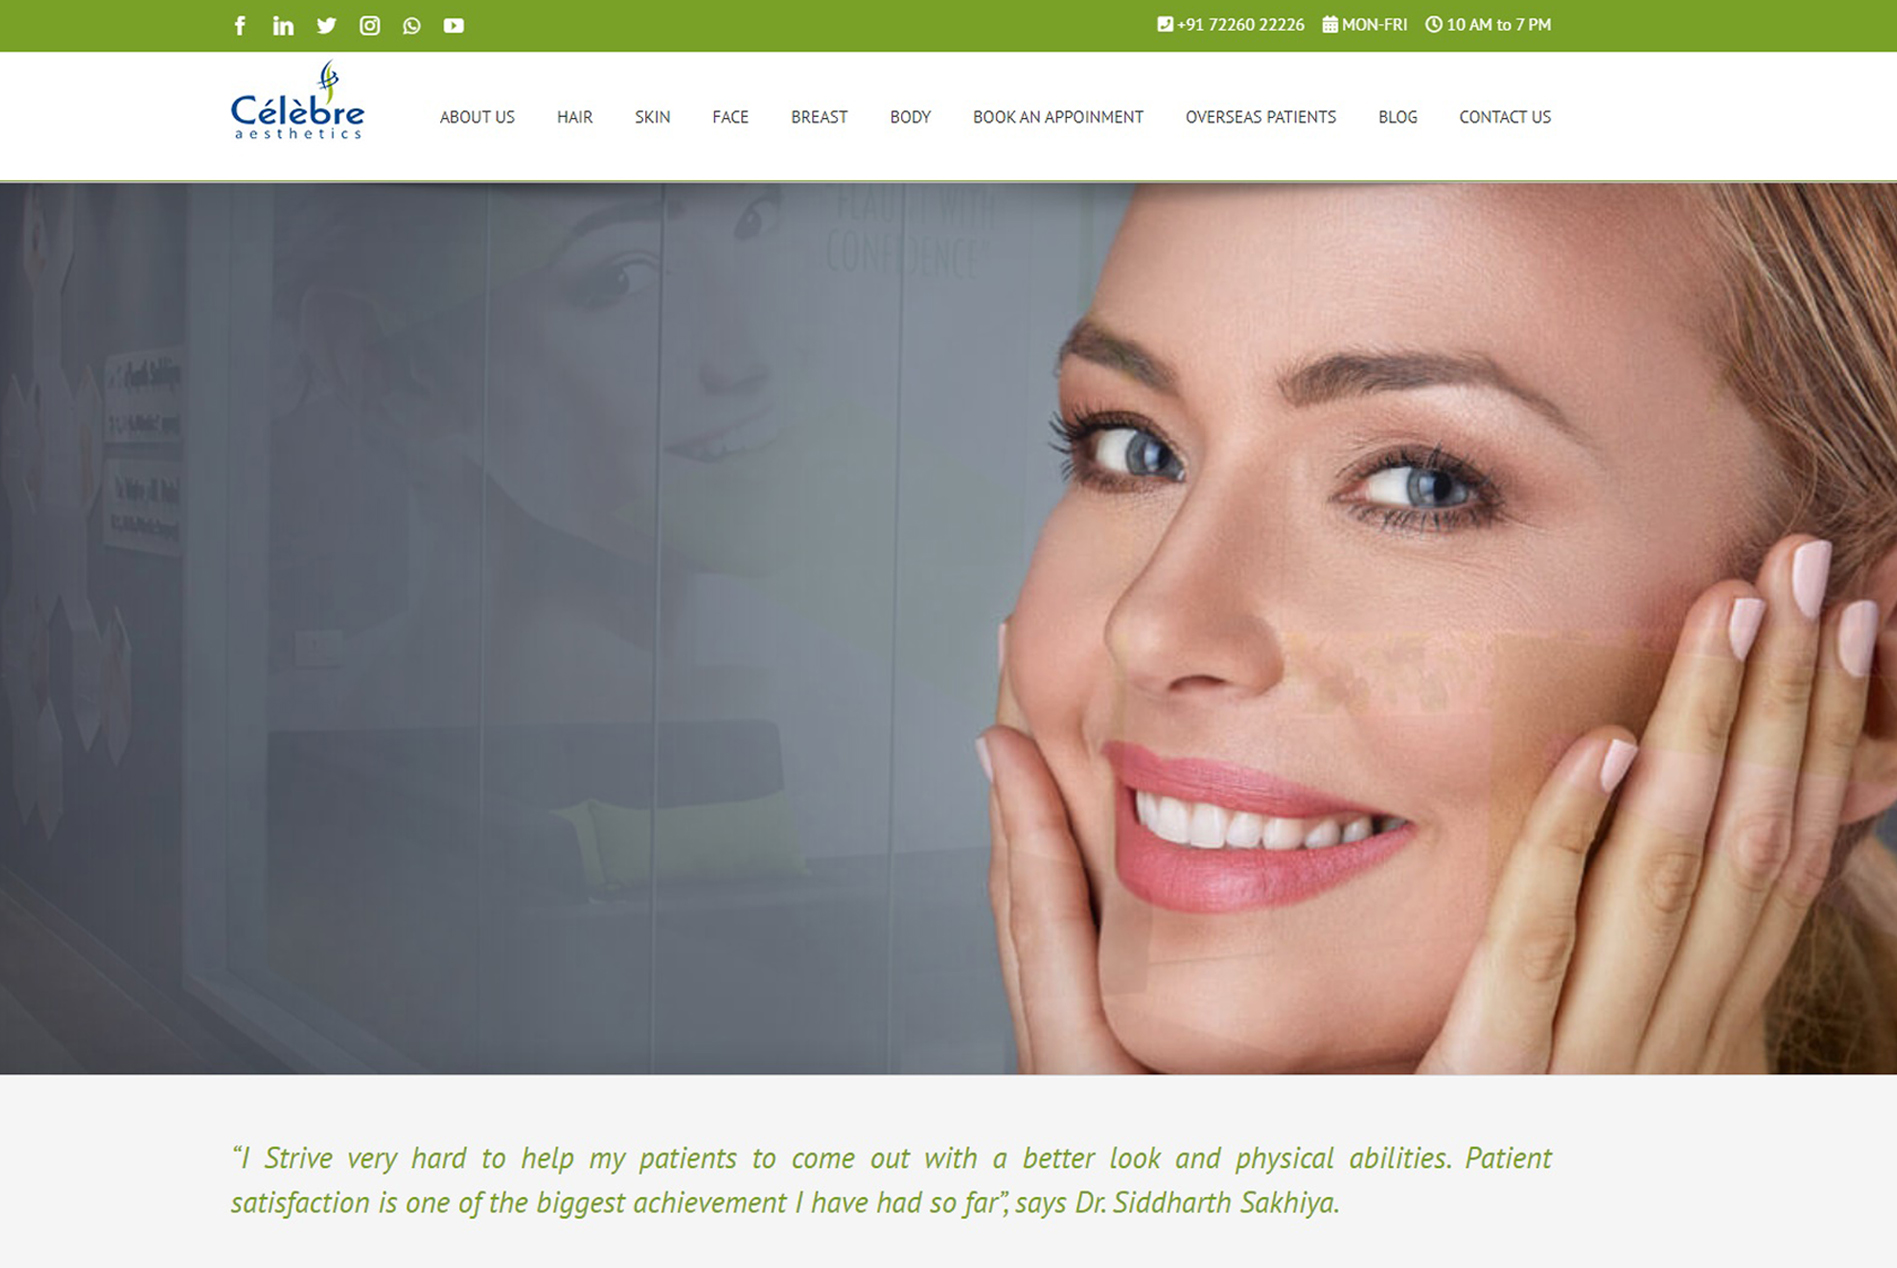 +91 72260 22226 MON-FRI 10 AM to 7 PM
Célèbre
aesthetics
ABOUT US HAIR SKIN FACE BREAST BODY BOOK AN APPOINMENT OVERSEAS PATIENTS BLOG CONTACT US
WITH
CONFIDENCE
“I Strive very hard to help my patients to come out with a better look and physical abilities. Patient
satisfaction is one of the biggest achievement I have had so far”, says Dr. Siddharth Sakhiya.